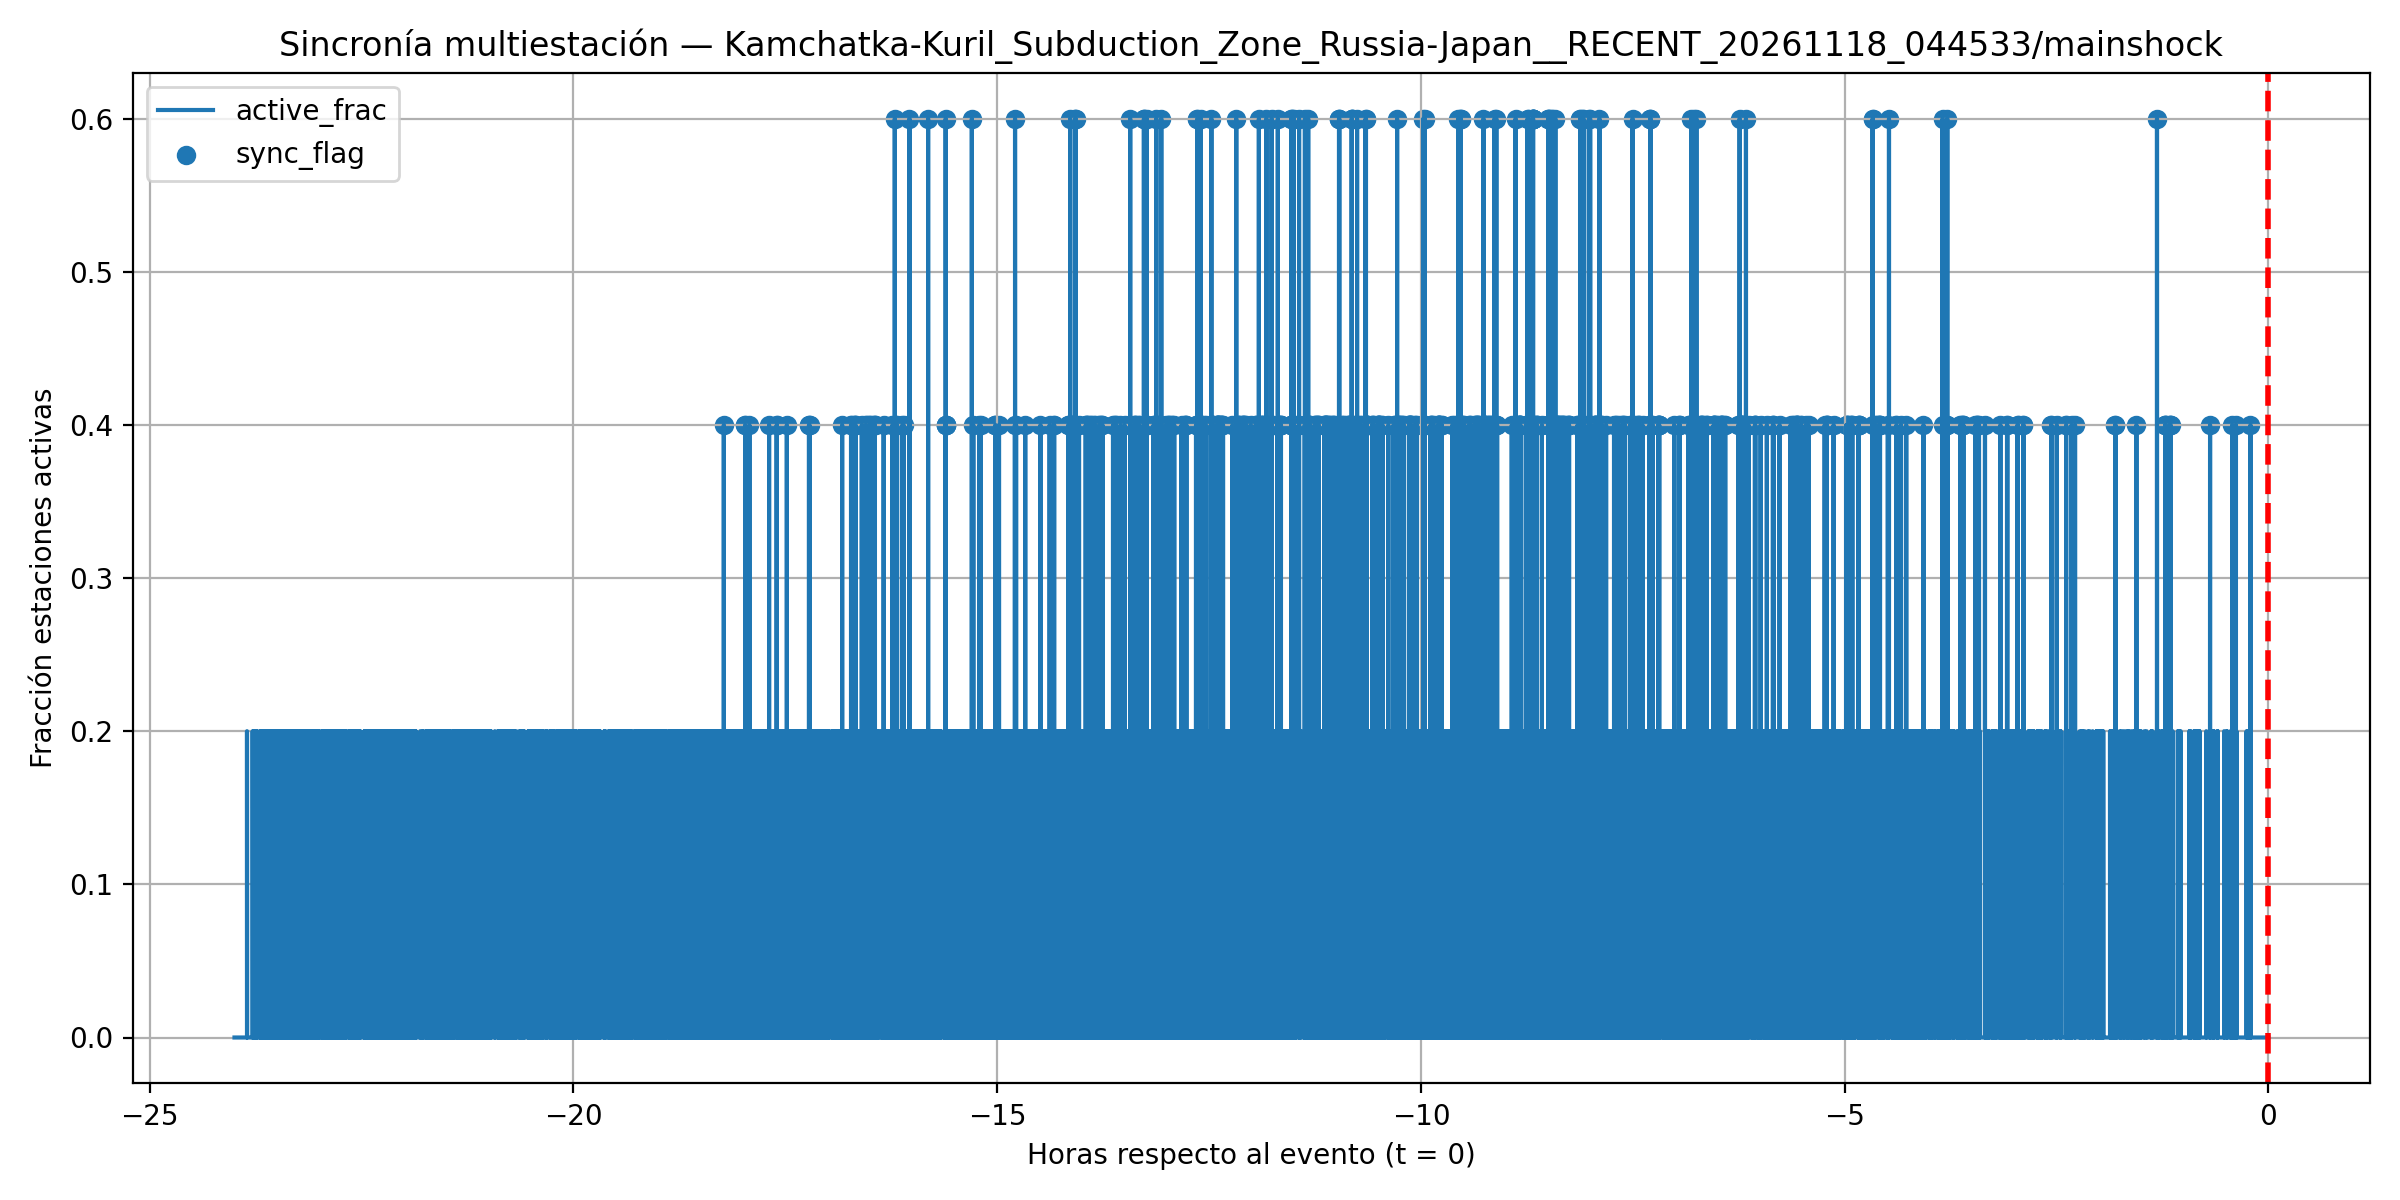 Sincronía multiestación — Kamchatka-Kuril_Subduction_Zone_Russia-Japan__RECENT_20261118_044533/mainshock
active_frac
sync_flag
Fracción estaciones activas
0.6
0.5
0.4
0.3
0.2
0.1
0.0
−25
−20
−15
−10
−5
0
Horas respecto al evento (t = 0)